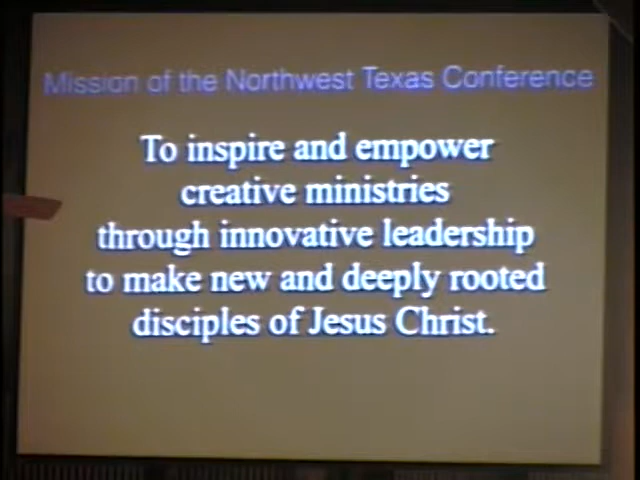 Mission of the Northwest Texas Conference
To inspire and empower
creative ministries
through innovative leadership
to make new and deeply rooted
disciples of Jesus Christ.